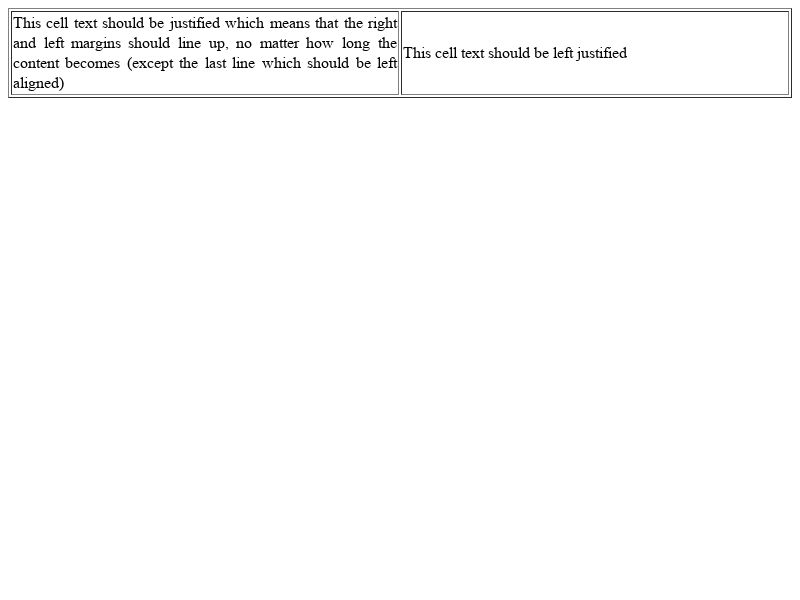 This cell text should be justified which means that the right
and left margins should line up, no matter how long the
content becomes (except the last line which should be left
aligned)
This cell text should be left justified